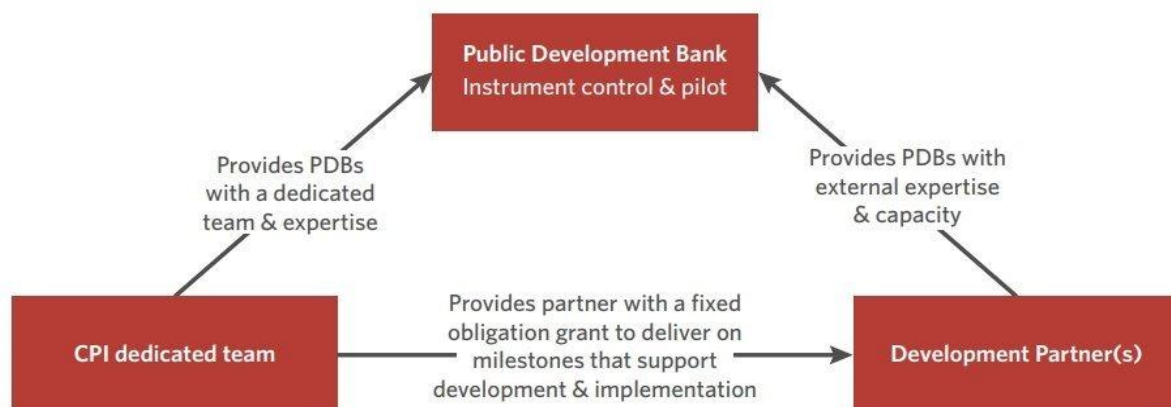 Public Development Bank
Instrument control & pilot
Provides PDBs
with a dedicated
team & expertise
Provides PDBs with
external expertise
& capacity
CPI dedicated team
Provides partner with a fixed
obligation grant to deliver on
milestones that support
development & implementation
Development Partner(s)